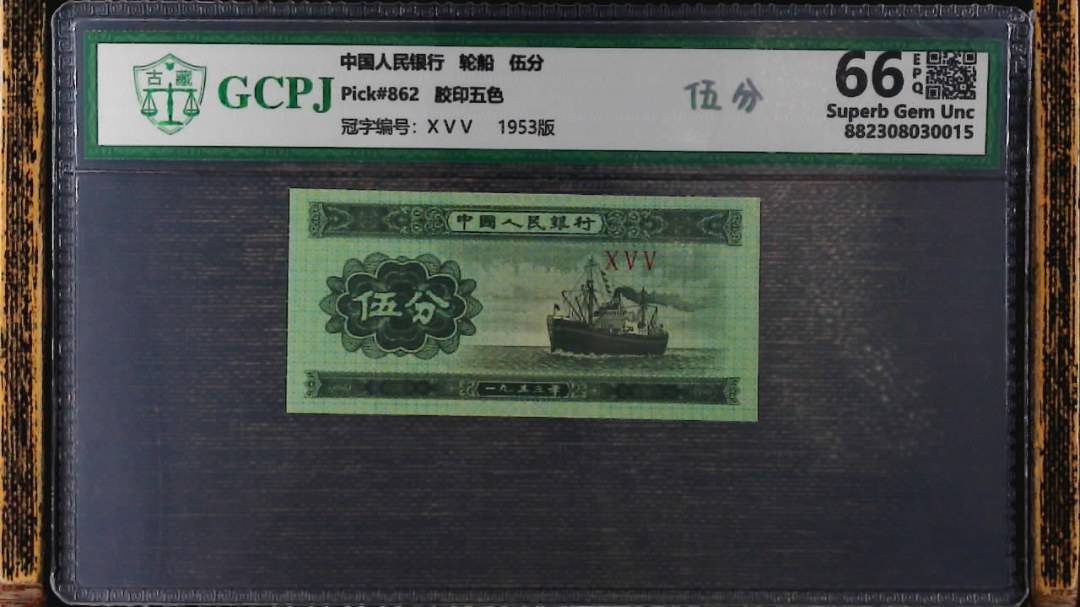 古藏
GCPJ
中国人民银行 轮船 伍分
Pick#862 胶印五色
冠字编号：X V V 1953版
伍分
66 EPQ
Superb Gem Unc
882308030015
中國人民銀行
X V V
伍分
一九五三年